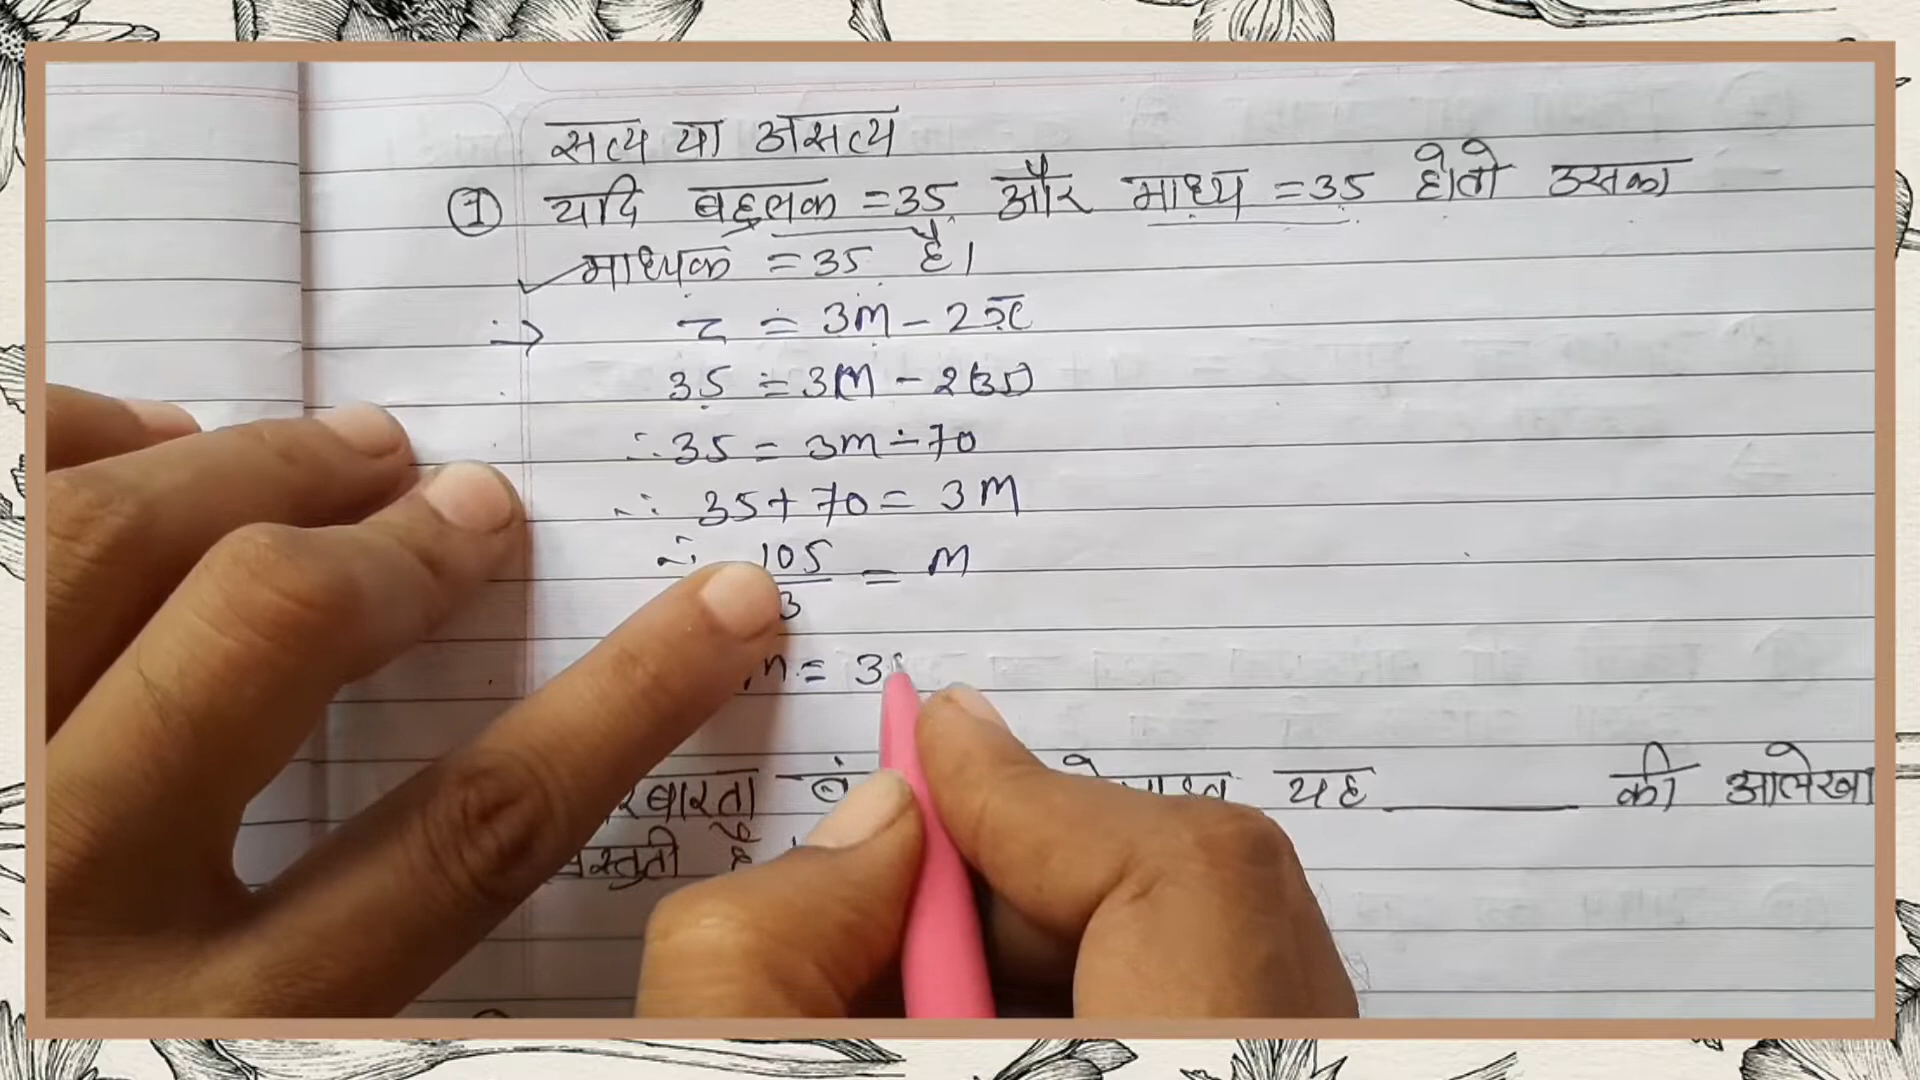 सत्य या असत्य
① यदि बहुलक = 35 और माध्य = 35 हो तो उसका
माध्यक = 35 है।
→ z = 3M - 2x̄
35 = 3M - 2(35)
∴ 35 = 3M - 70
∴ 35 + 70 = 3M
∴ 105/3 = M
M = 3
यह ______ की आलेखा